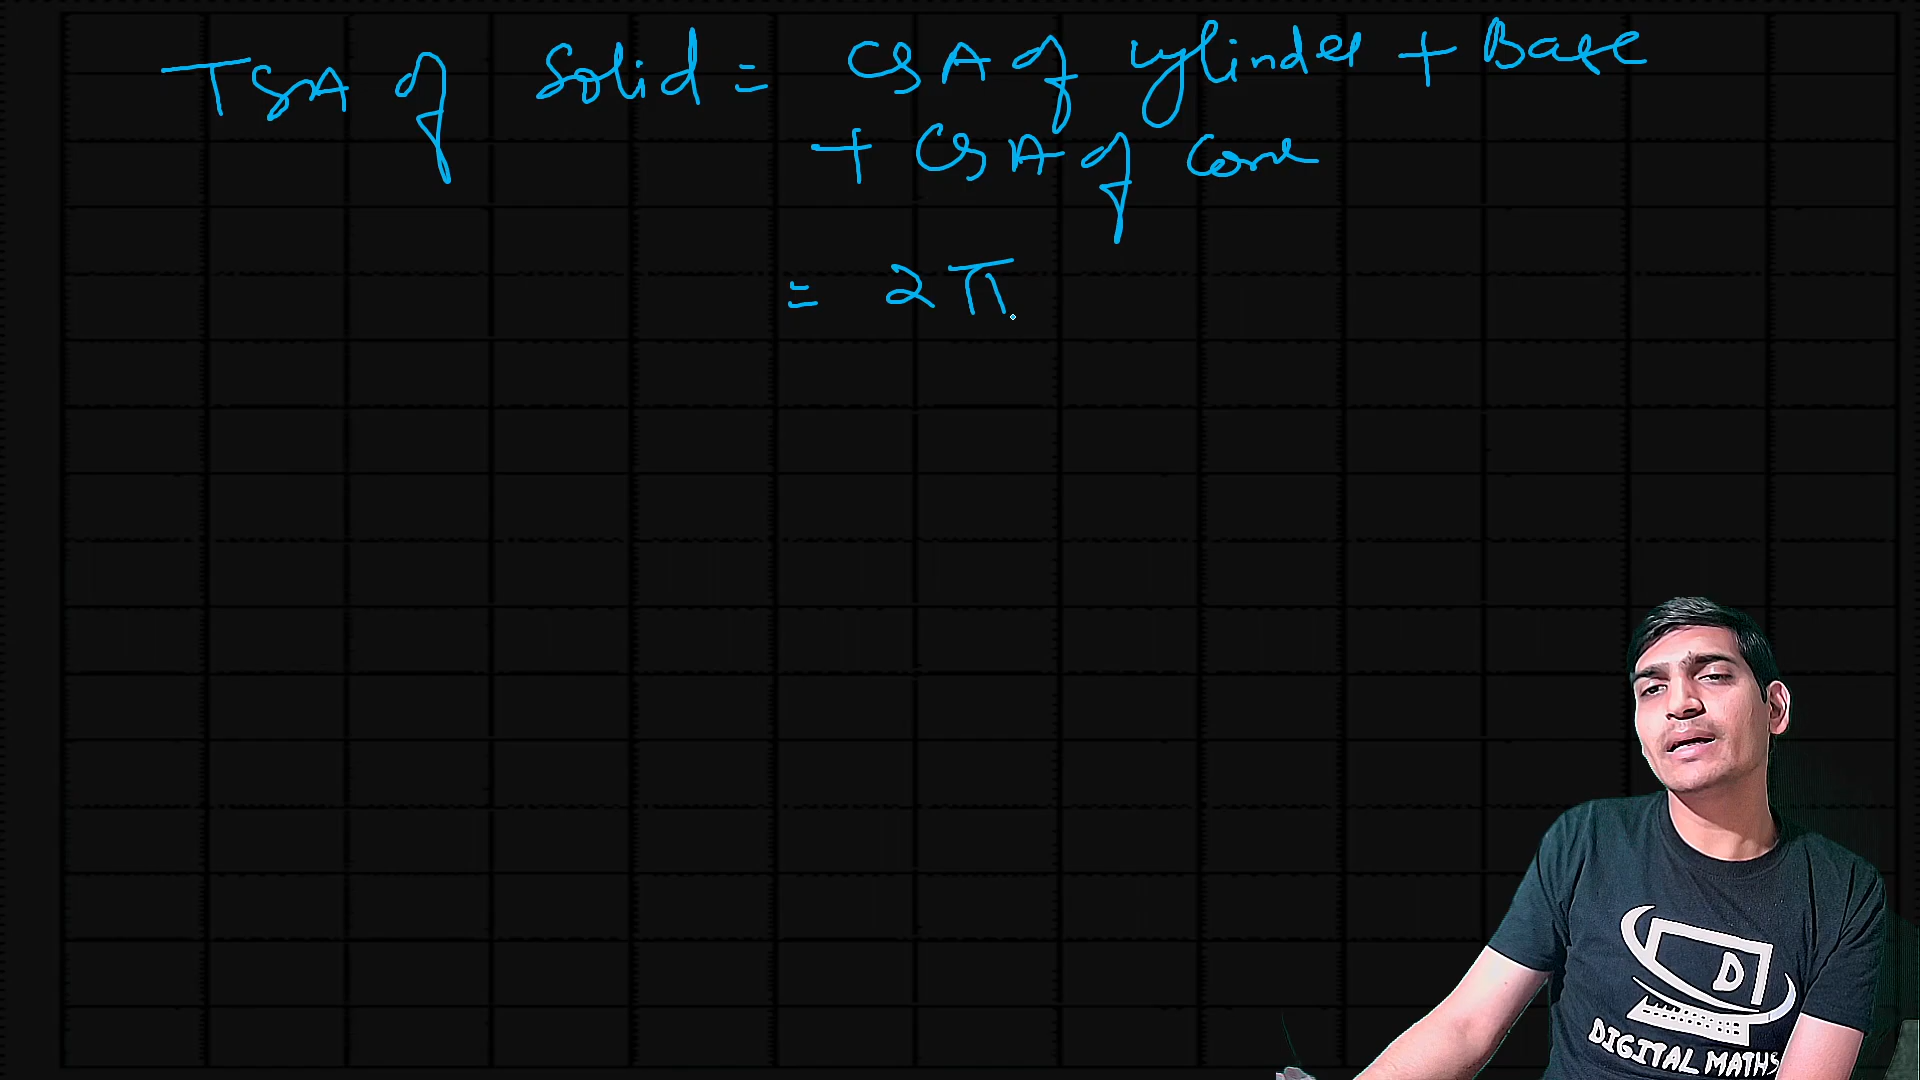 TSA of Solid = CSA of cylinder + Base
+ CSA of cone
= 2π
D
DIGITAL MATHS